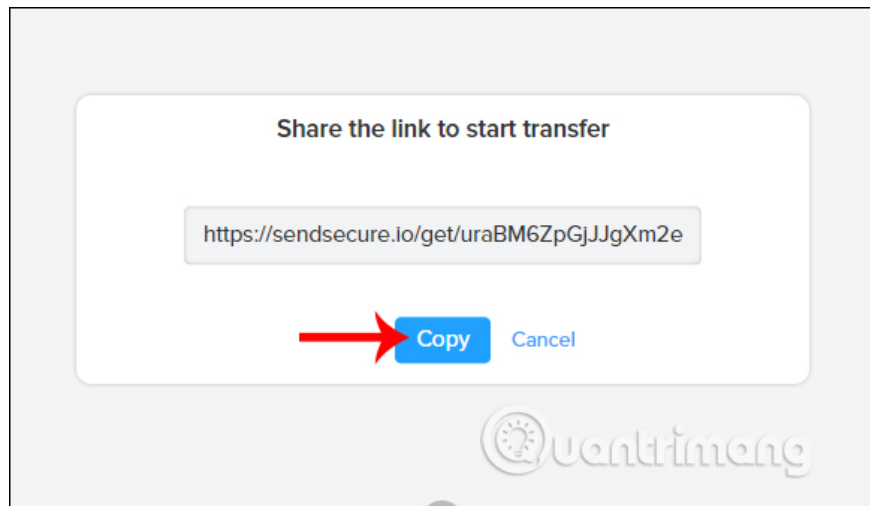 Share the link to start transfer
https://sendsecure.io/get/uraBM6ZpGjJJgXm2e
Copy Cancel
Quantrimang